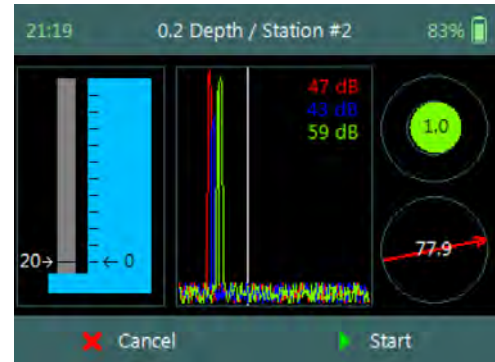 21:19 0.2 Depth / Station #2 83%
47 dB
43 dB
59 dB
1.0
77.9
20→ ← 0
Cancel Start